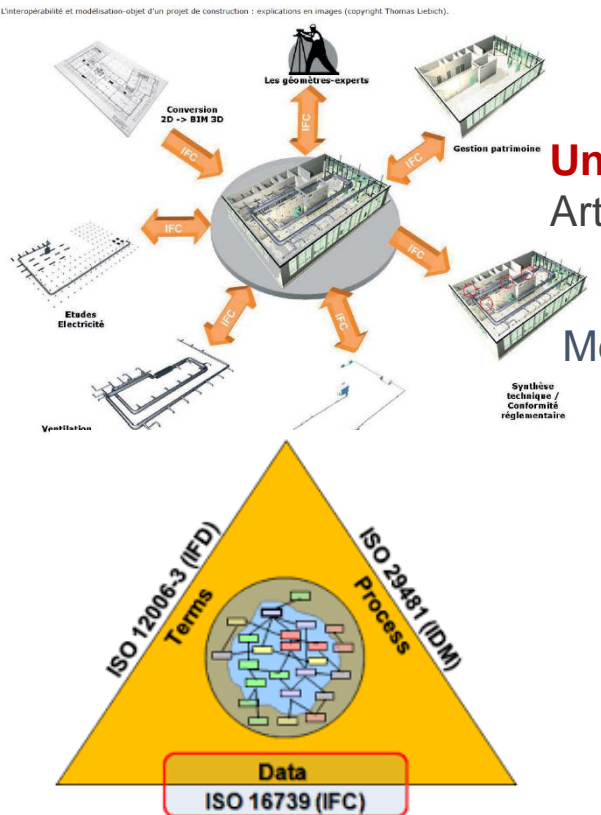 L'interopérabilité et modélisation-objet d'un projet de construction : explications en images (copyright Thomas Liebich).
Les géomètres-experts
Conversion
2D -> BIM 3D
IFC
IFC
IFC
Gestion patrimoine
Un
Art
IFC
IFC
Etudes
Electricité
IFC
IFC
Mo
Synthèse
technique /
Conformité
réglementaire
Ventilation
ISO 12006-3 (IFD)
Terms
ISO 29481 (IDM)
Process
Data
ISO 16739 (IFC)